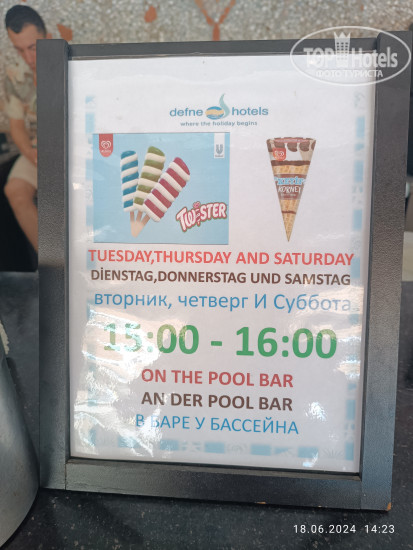 TopHotels
ФОТО ТУРИСТА
defne hotels
where the holiday begins
TWISTER
TUESDAY,THURSDAY AND SATURDAY
DİENSTAG,DONNERSTAG UND SAMSTAG
вторник, четверг И Суббота
15:00 - 16:00
ON THE POOL BAR
AN DER POOL BAR
В БАРЕ У БАССЕЙНА
18.06.2024 14:23